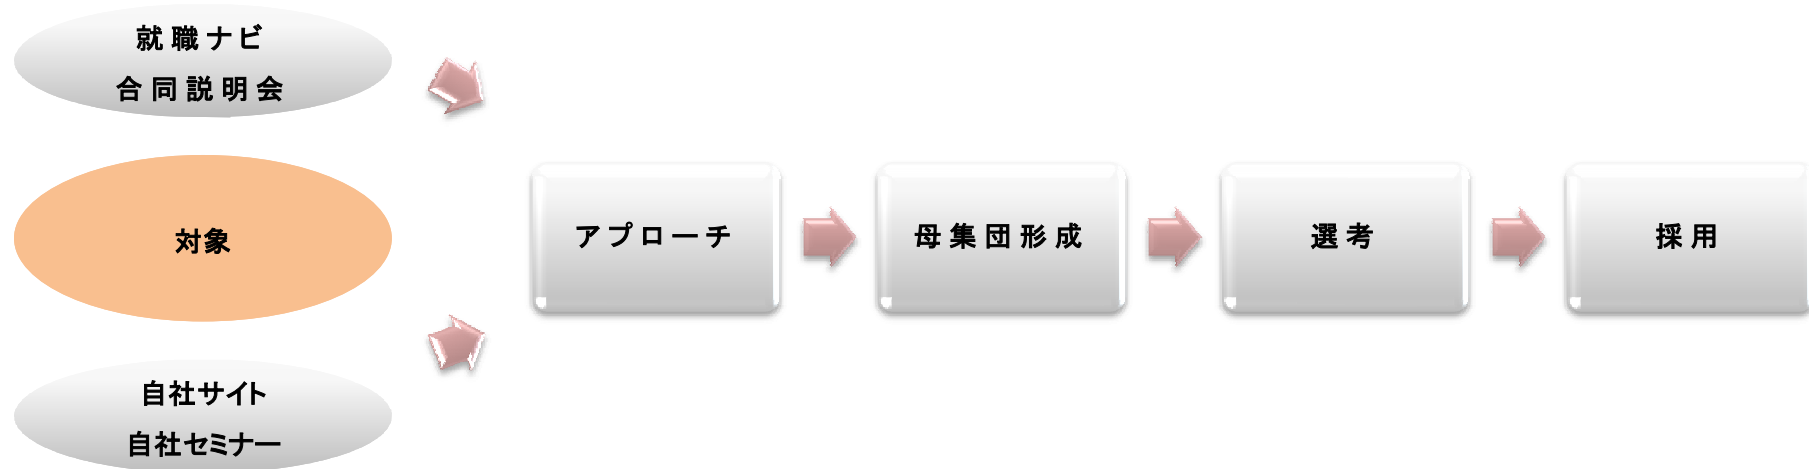 就職ナビ
合同説明会
対象
自社サイト
自社セミナー
アプローチ
母集団形成
選考
採用